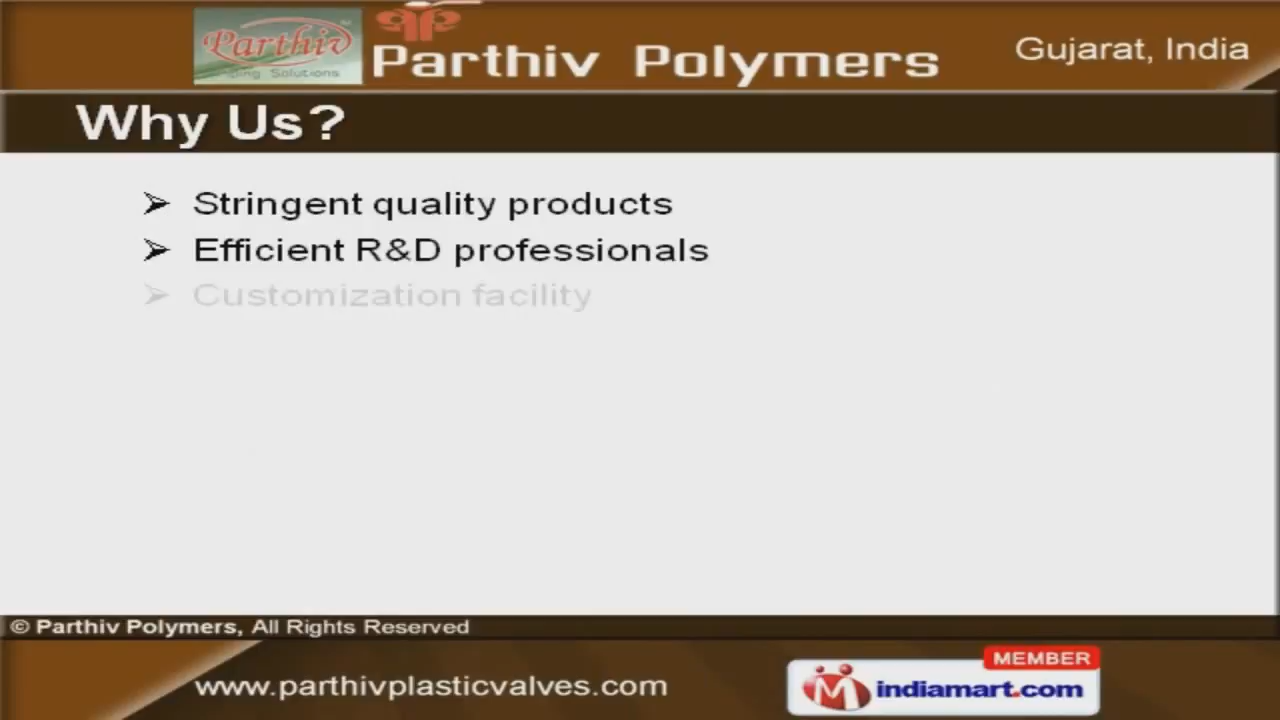 Parthiv
Solutions
Parthiv Polymers
Gujarat, India
Why Us?
➢ Stringent quality products
➢ Efficient R&D professionals
➢ Customization facility
© Parthiv Polymers, All Rights Reserved
www.parthivplasticvalves.com
MEMBER
indiamart.com